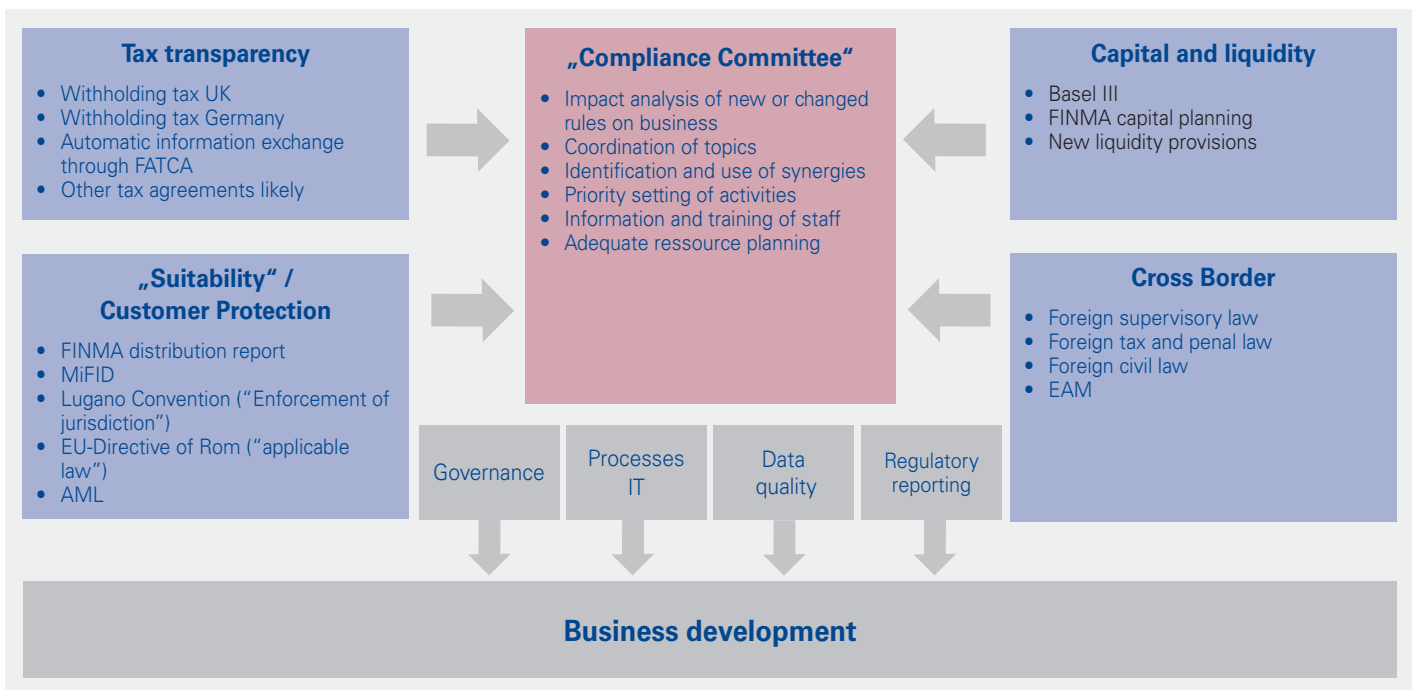 Tax transparency
• Withholding tax UK
• Withholding tax Germany
• Automatic information exchange
through FATCA
• Other tax agreements likely
„Suitability“ /
Customer Protection
• FINMA distribution report
• MiFID
• Lugano Convention (“Enforcement of
jurisdiction”)
• EU-Directive of Rom (“applicable
law”)
• AML
„Compliance Committee“
• Impact analysis of new or changed
rules on business
• Coordination of topics
• Identification and use of synergies
• Priority setting of activities
• Information and training of staff
• Adequate ressource planning
Capital and liquidity
• Basel III
• FINMA capital planning
• New liquidity provisions
Cross Border
• Foreign supervisory law
• Foreign tax and penal law
• Foreign civil law
• EAM
Governance
Processes
IT
Data
quality
Regulatory
reporting
Business development